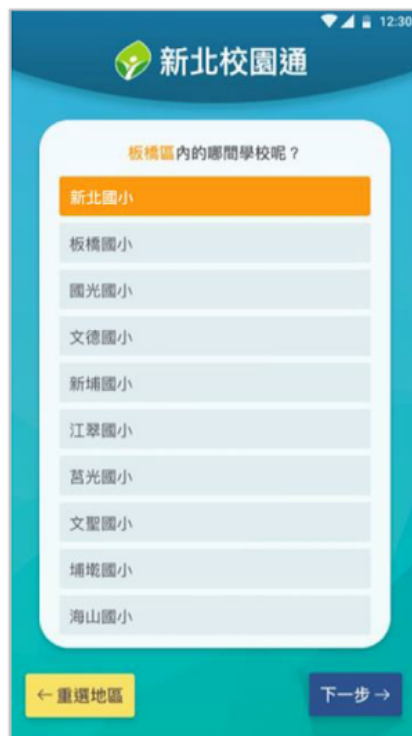 12:30
新北校園通
板橋區內的哪間學校呢？
新北國小
板橋國小
國光國小
文德國小
新埔國小
江翠國小
莒光國小
文聖國小
埔墘國小
海山國小
←重選地區
下一步→